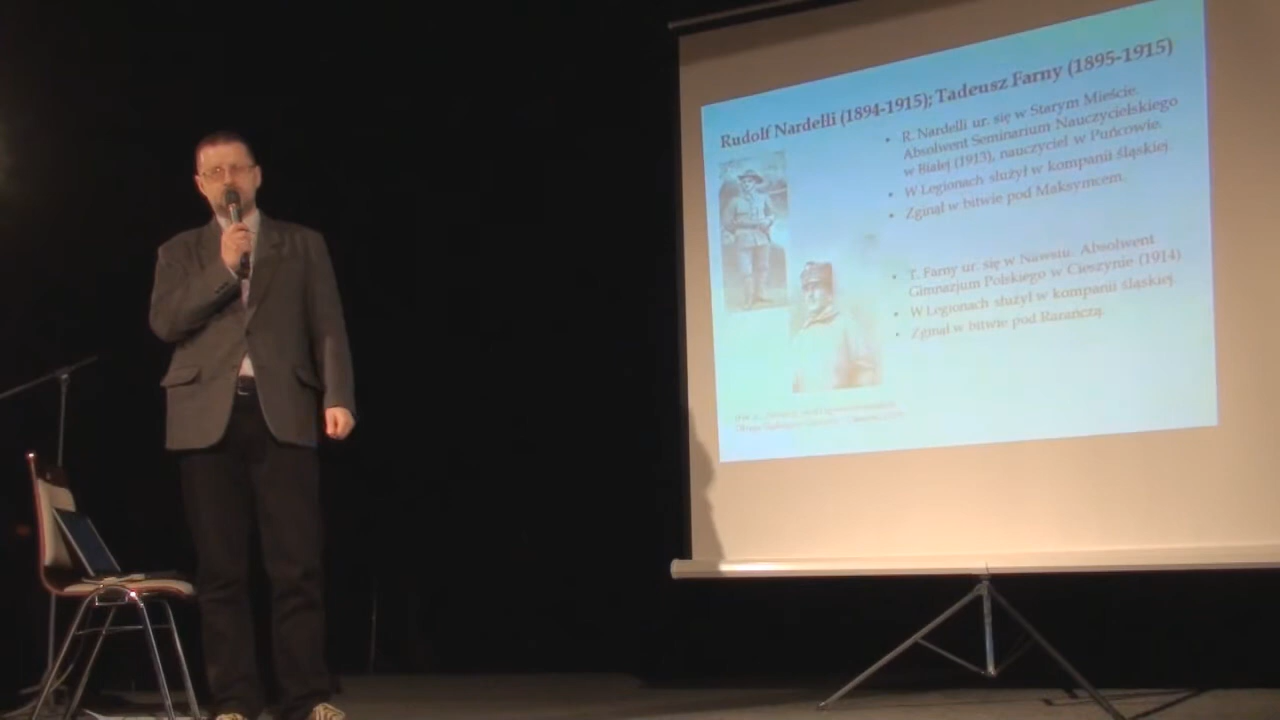 Rudolf Nardelli (1894-1915); Tadeusz Farny (1895-1915)
• R. Nardelli ur. się w Starym Mieście.
Absolwent Seminarium Nauczycielskiego
w Białej (1913), nauczyciel w Puńcowie.
• W Legionach służył w kompanii śląskiej.
• Zginął w bitwie pod Maksymcem.
• T. Farny ur. się w Nawsiu. Absolwent
Gimnazjum Polskiego w Cieszynie (1914)
• W Legionach służył w kompanii śląskiej.
• Zginął w bitwie pod Rarańczą.